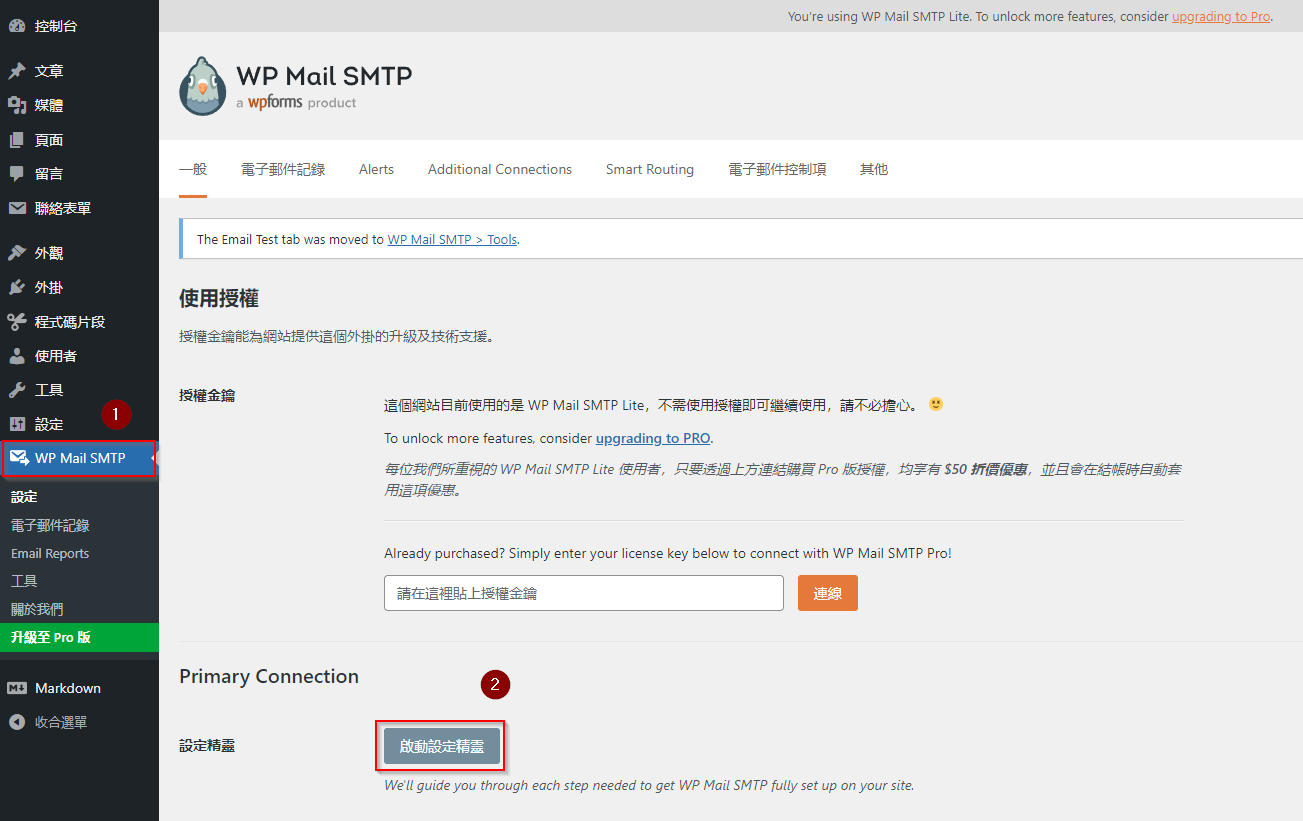 控制台
文章
媒體
頁面
留言
聯絡表單
外觀
外掛
程式碼片段
使用者
工具
設定
1
WP Mail SMTP
設定
電子郵件記錄
Email Reports
工具
關於我們
升級至 Pro 版
Markdown
收合選單
You're using WP Mail SMTP Lite. To unlock more features, consider upgrading to Pro.
WP Mail SMTP
a wpforms product
一般 電子郵件記錄 Alerts Additional Connections Smart Routing 電子郵件控制項 其他
The Email Test tab was moved to WP Mail SMTP > Tools.
使用授權
授權金鑰能為網站提供這個外掛的升級及技術支援。
授權金鑰
這個網站目前使用的是 WP Mail SMTP Lite，不需使用授權即可繼續使用，請不必擔心。
To unlock more features, consider upgrading to PRO.
每位我們所重視的 WP Mail SMTP Lite 使用者，只要透過上方連結購買 Pro 版授權，均享有 $50 折價優惠，並且會在結帳時自動套
用這項優惠。
Already purchased? Simply enter your license key below to connect with WP Mail SMTP Pro!
請在這裡貼上授權金鑰 連線
Primary Connection
2
設定精靈
啟動設定精靈
We'll guide you through each step needed to get WP Mail SMTP fully set up on your site.